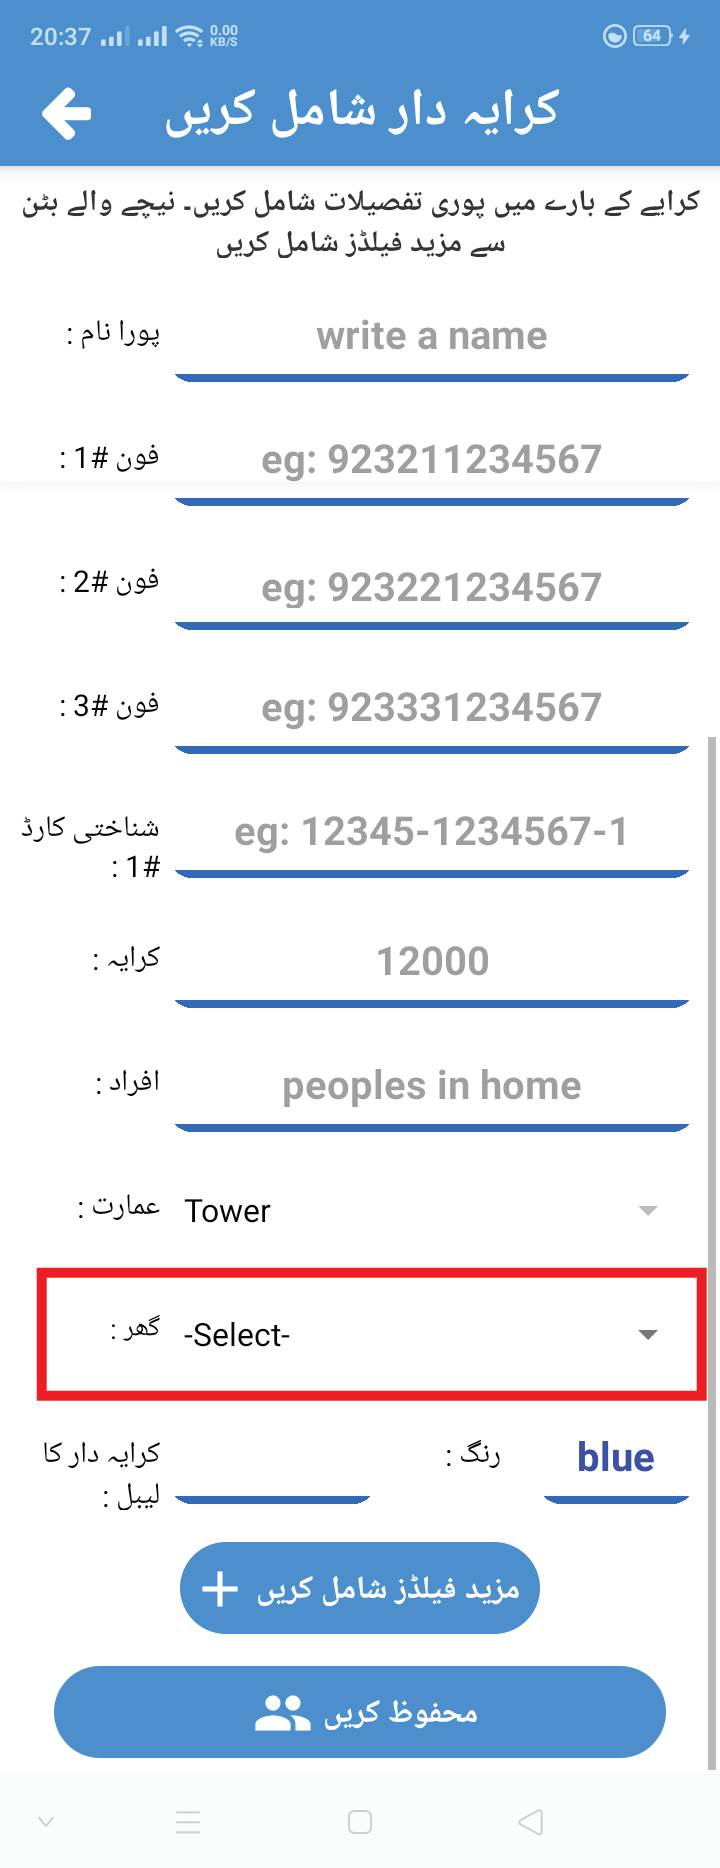 20:37 0.00 KB/S 64
کرایہ دار شامل کریں
کرایے کے بارے میں پوری تفصیلات شامل کریں۔ نیچے والے بٹن
سے مزید فیلڈز شامل کریں
پورا نام :
write a name
فون #1 :
eg: 923211234567
فون #2 :
eg: 923221234567
فون #3 :
eg: 923331234567
شناختی کارڈ
#1 :
eg: 12345-1234567-1
کرایہ :
12000
افراد :
peoples in home
عمارت :
Tower
گھر :
-Select-
کرایہ دار کا
لیبل :
رنگ :
blue
مزید فیلڈز شامل کریں
محفوظ کریں